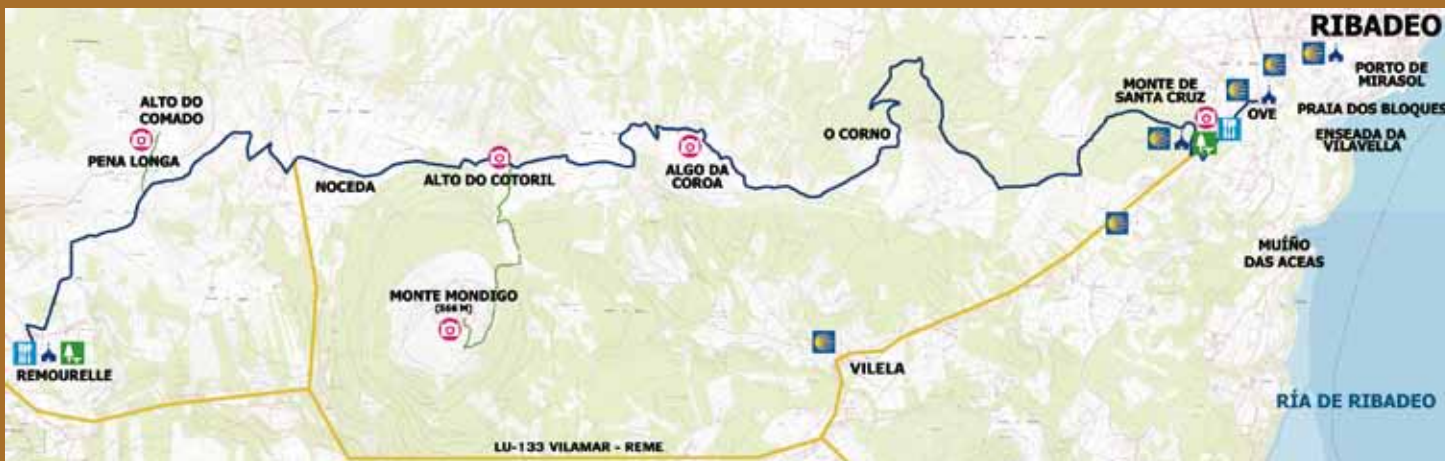 RIBADEO
PORTO DE
MIRASOL
MONTE DE
SANTA CRUZ
OVE
PRAIA DOS BLOQUES
ENSEADA DA
VILAVELLA
ALTO DO
COMADO
PENA LONGA
O CORNO
NOCEDA
ALTO DO COTORIL
ALGO DA
COROA
MUIÑO
DAS ACEAS
MONTE MONDIGO
VILELA
REMOURELLE
RÍA DE RIBADEO
LU-133 VILAMAR - REME